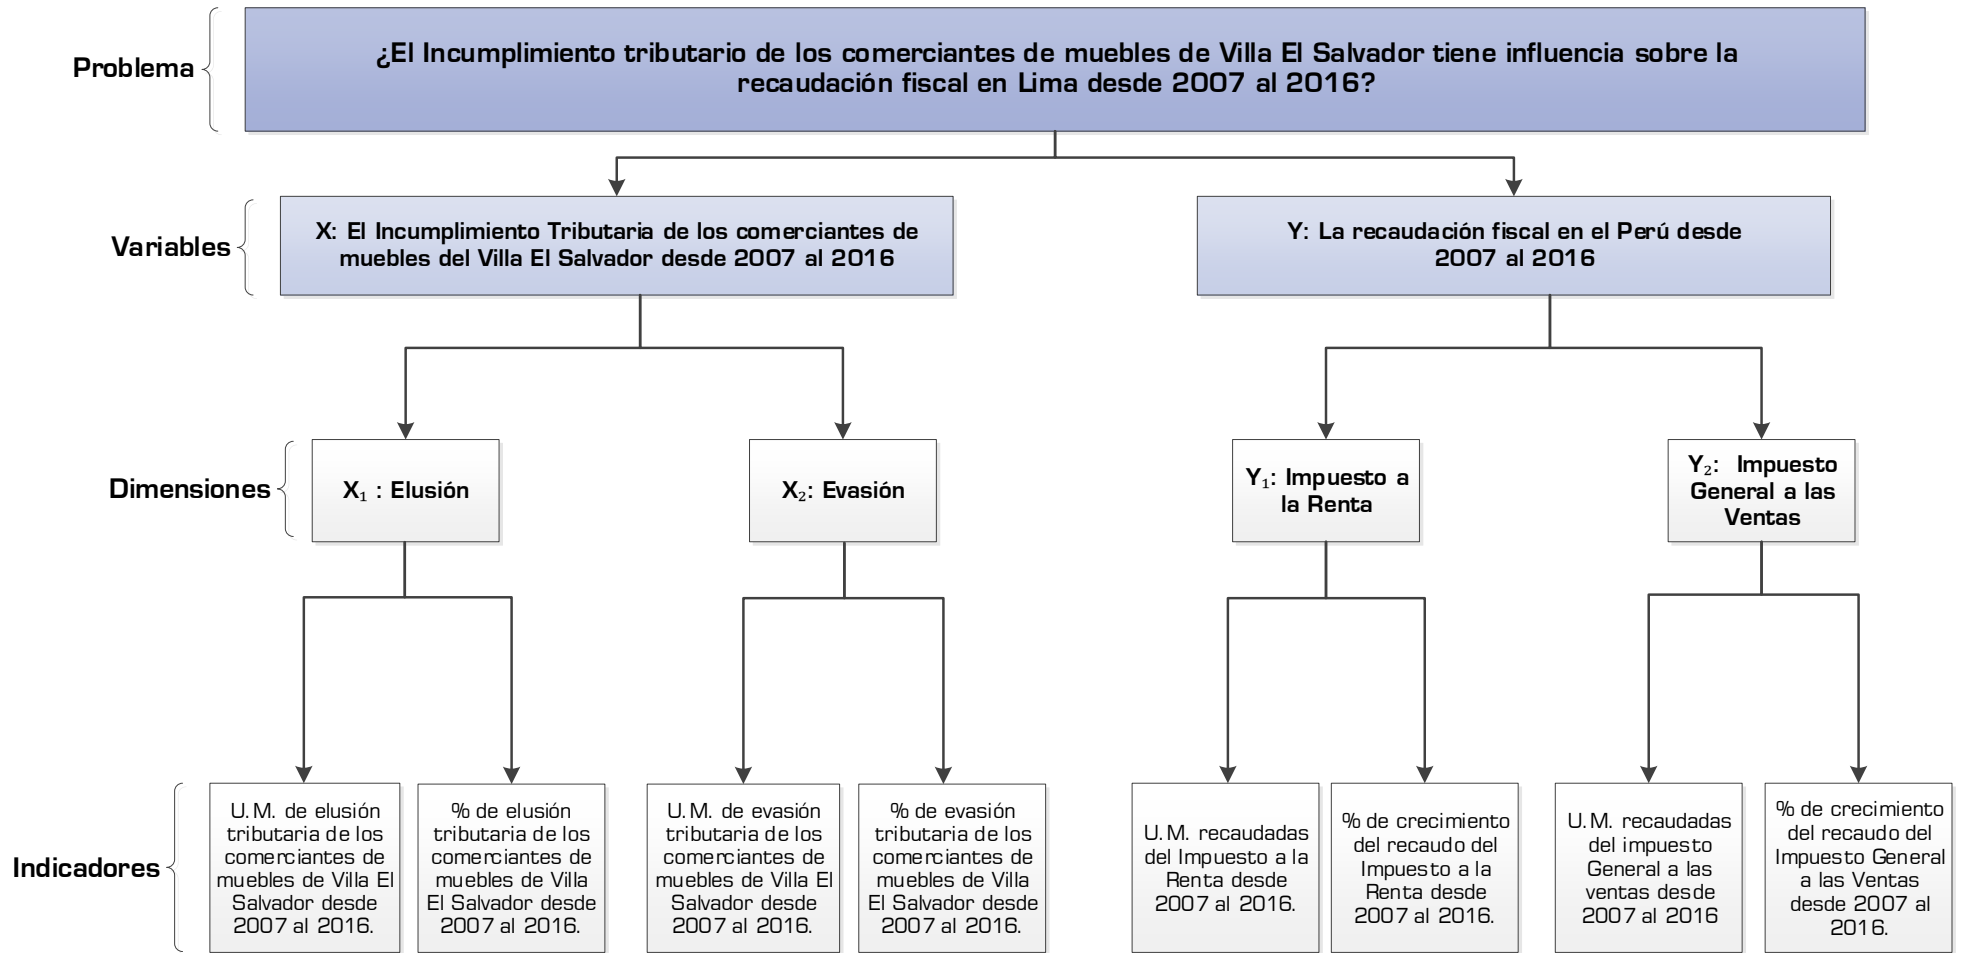 Problema
¿El Incumplimiento tributario de los comerciantes de muebles de Villa El Salvador tiene influencia sobre la
recaudación fiscal en Lima desde 2007 al 2016?
Variables
X: El Incumplimiento Tributaria de los comerciantes de
muebles del Villa El Salvador desde 2007 al 2016
Y: La recaudación fiscal en el Perú desde
2007 al 2016
Dimensiones
X₁ : Elusión
X₂: Evasión
Y₁: Impuesto a
la Renta
Y₂: Impuesto
General a las
Ventas
Indicadores
U.M. de elusión
tributaria de los
comerciantes de
muebles de Villa El
Salvador desde
2007 al 2016.
% de elusión
tributaria de los
comerciantes de
muebles de Villa
El Salvador desde
2007 al 2016.
U.M. de evasión
tributaria de los
comerciantes de
muebles de Villa El
Salvador desde
2007 al 2016.
% de evasión
tributaria de los
comerciantes de
muebles de Villa
El Salvador desde
2007 al 2016.
U.M. recaudadas
del Impuesto a la
Renta desde
2007 al 2016.
% de crecimiento
del recaudo del
Impuesto a la
Renta desde
2007 al 2016.
U.M. recaudadas
del impuesto
General a las
ventas desde
2007 al 2016
% de crecimiento
del recaudo del
Impuesto General
a las Ventas
desde 2007 al
2016.